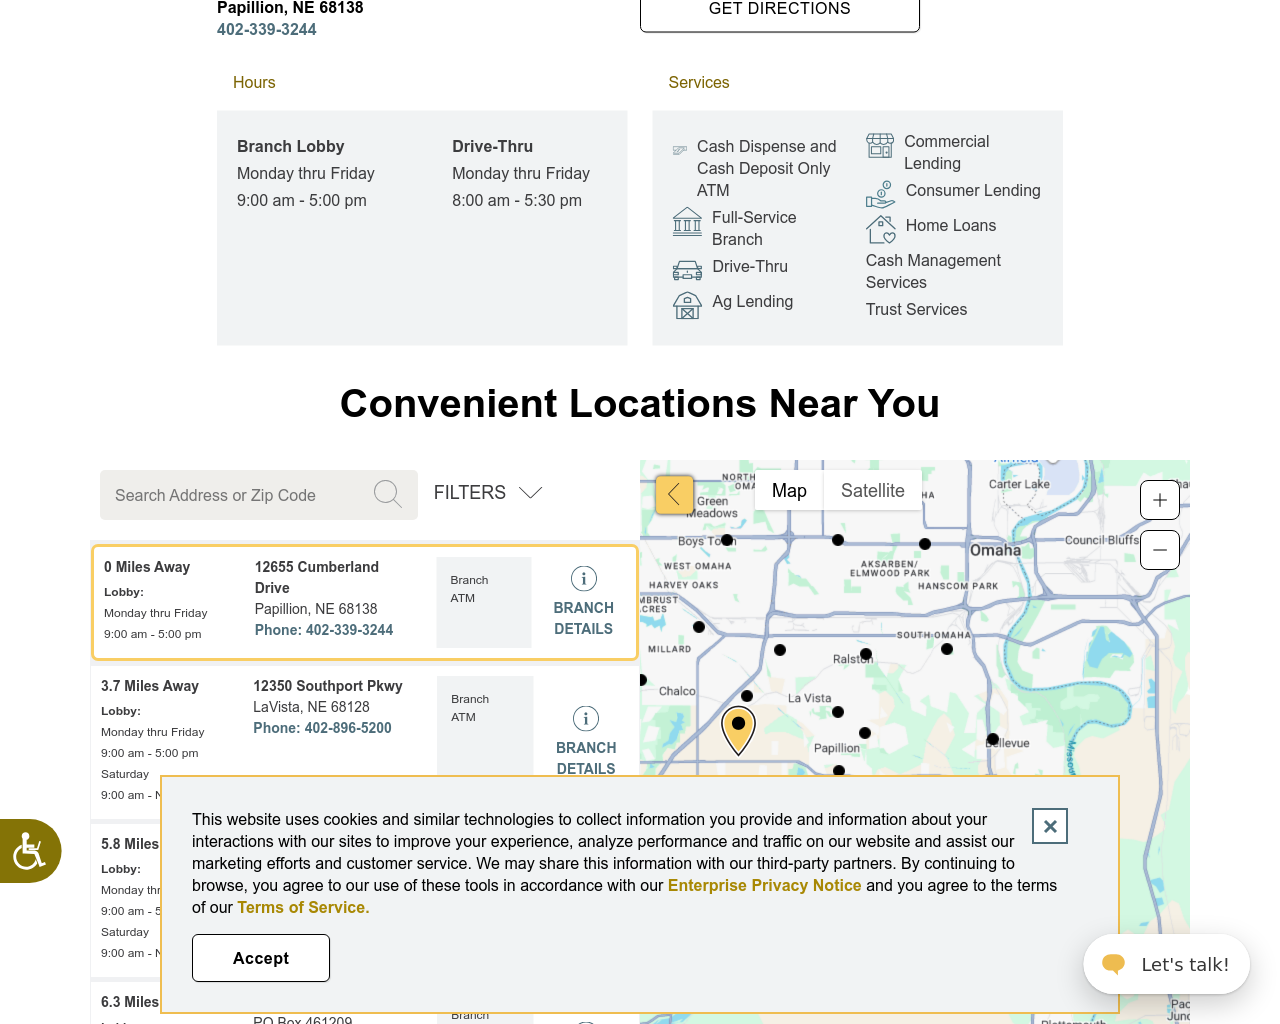 Papillion, NE 68138
402-339-3244
GET DIRECTIONS
Hours
Services
Branch Lobby
Monday thru Friday
9:00 am - 5:00 pm
Drive-Thru
Monday thru Friday
8:00 am - 5:30 pm
Cash Dispense and
Cash Deposit Only
ATM
Full-Service
Branch
Drive-Thru
Ag Lending
Commercial
Lending
Consumer Lending
Home Loans
Cash Management
Services
Trust Services
Convenient Locations Near You
Search Address or Zip Code
FILTERS
0 Miles Away
Lobby:
Monday thru Friday
9:00 am - 5:00 pm
12655 Cumberland
Drive
Papillion, NE 68138
Phone: 402-339-3244
Branch
ATM
BRANCH
DETAILS
3.7 Miles Away
Lobby:
Monday thru Friday
9:00 am - 5:00 pm
Saturday
9:00 am - N
12350 Southport Pkwy
LaVista, NE 68128
Phone: 402-896-5200
Branch
ATM
BRANCH
DETAILS
5.8 Miles
Lobby:
Monday thr
9:00 am - 5
Saturday
9:00 am - N
6.3 Miles
PO Box 461209
Branch
Map
Satellite
NORTH
OMA
HA
Green
Meadows
Carter Lake
Boys Town
Omaha
Council Bluffs
WEST OMAHA
AKSARBEN/
ELMWOOD PARK
HARVEY OAKS
HANSCOM PARK
MBRUST
ACRES
SOUTH OMAHA
MILLARD
Ralston
Chalco
La Vista
Papillion
Bellevue
Missou
Pac
Junc
Plattsmouth
This website uses cookies and similar technologies to collect information you provide and information about your
interactions with our sites to improve your experience, analyze performance and traffic on our website and assist our
marketing efforts and customer service. We may share this information with our third-party partners. By continuing to
browse, you agree to our use of these tools in accordance with our Enterprise Privacy Notice and you agree to the terms
of our Terms of Service.
Accept
Let's talk!